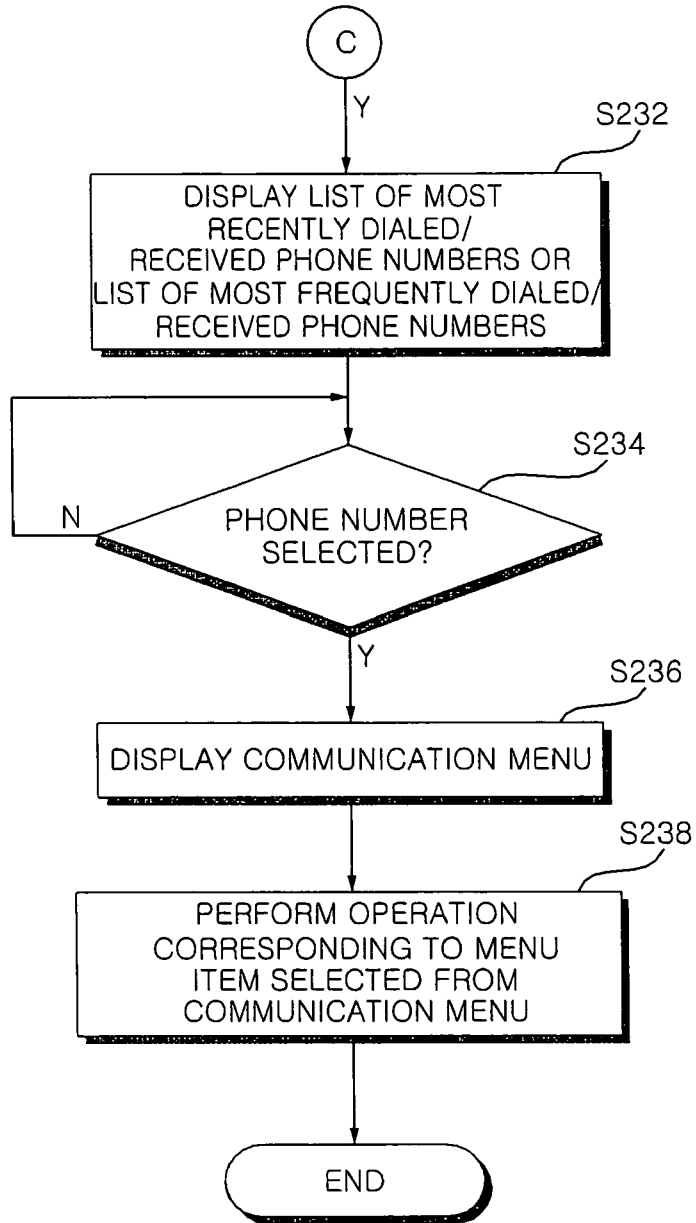 C
Y
S232
DISPLAY LIST OF MOST
RECENTLY DIALED/
RECEIVED PHONE NUMBERS OR
LIST OF MOST FREQUENTLY DIALED/
RECEIVED PHONE NUMBERS
S234
N
PHONE NUMBER
SELECTED?
Y
S236
DISPLAY COMMUNICATION MENU
S238
PERFORM OPERATION
CORRESPONDING TO MENU
ITEM SELECTED FROM
COMMUNICATION MENU
END